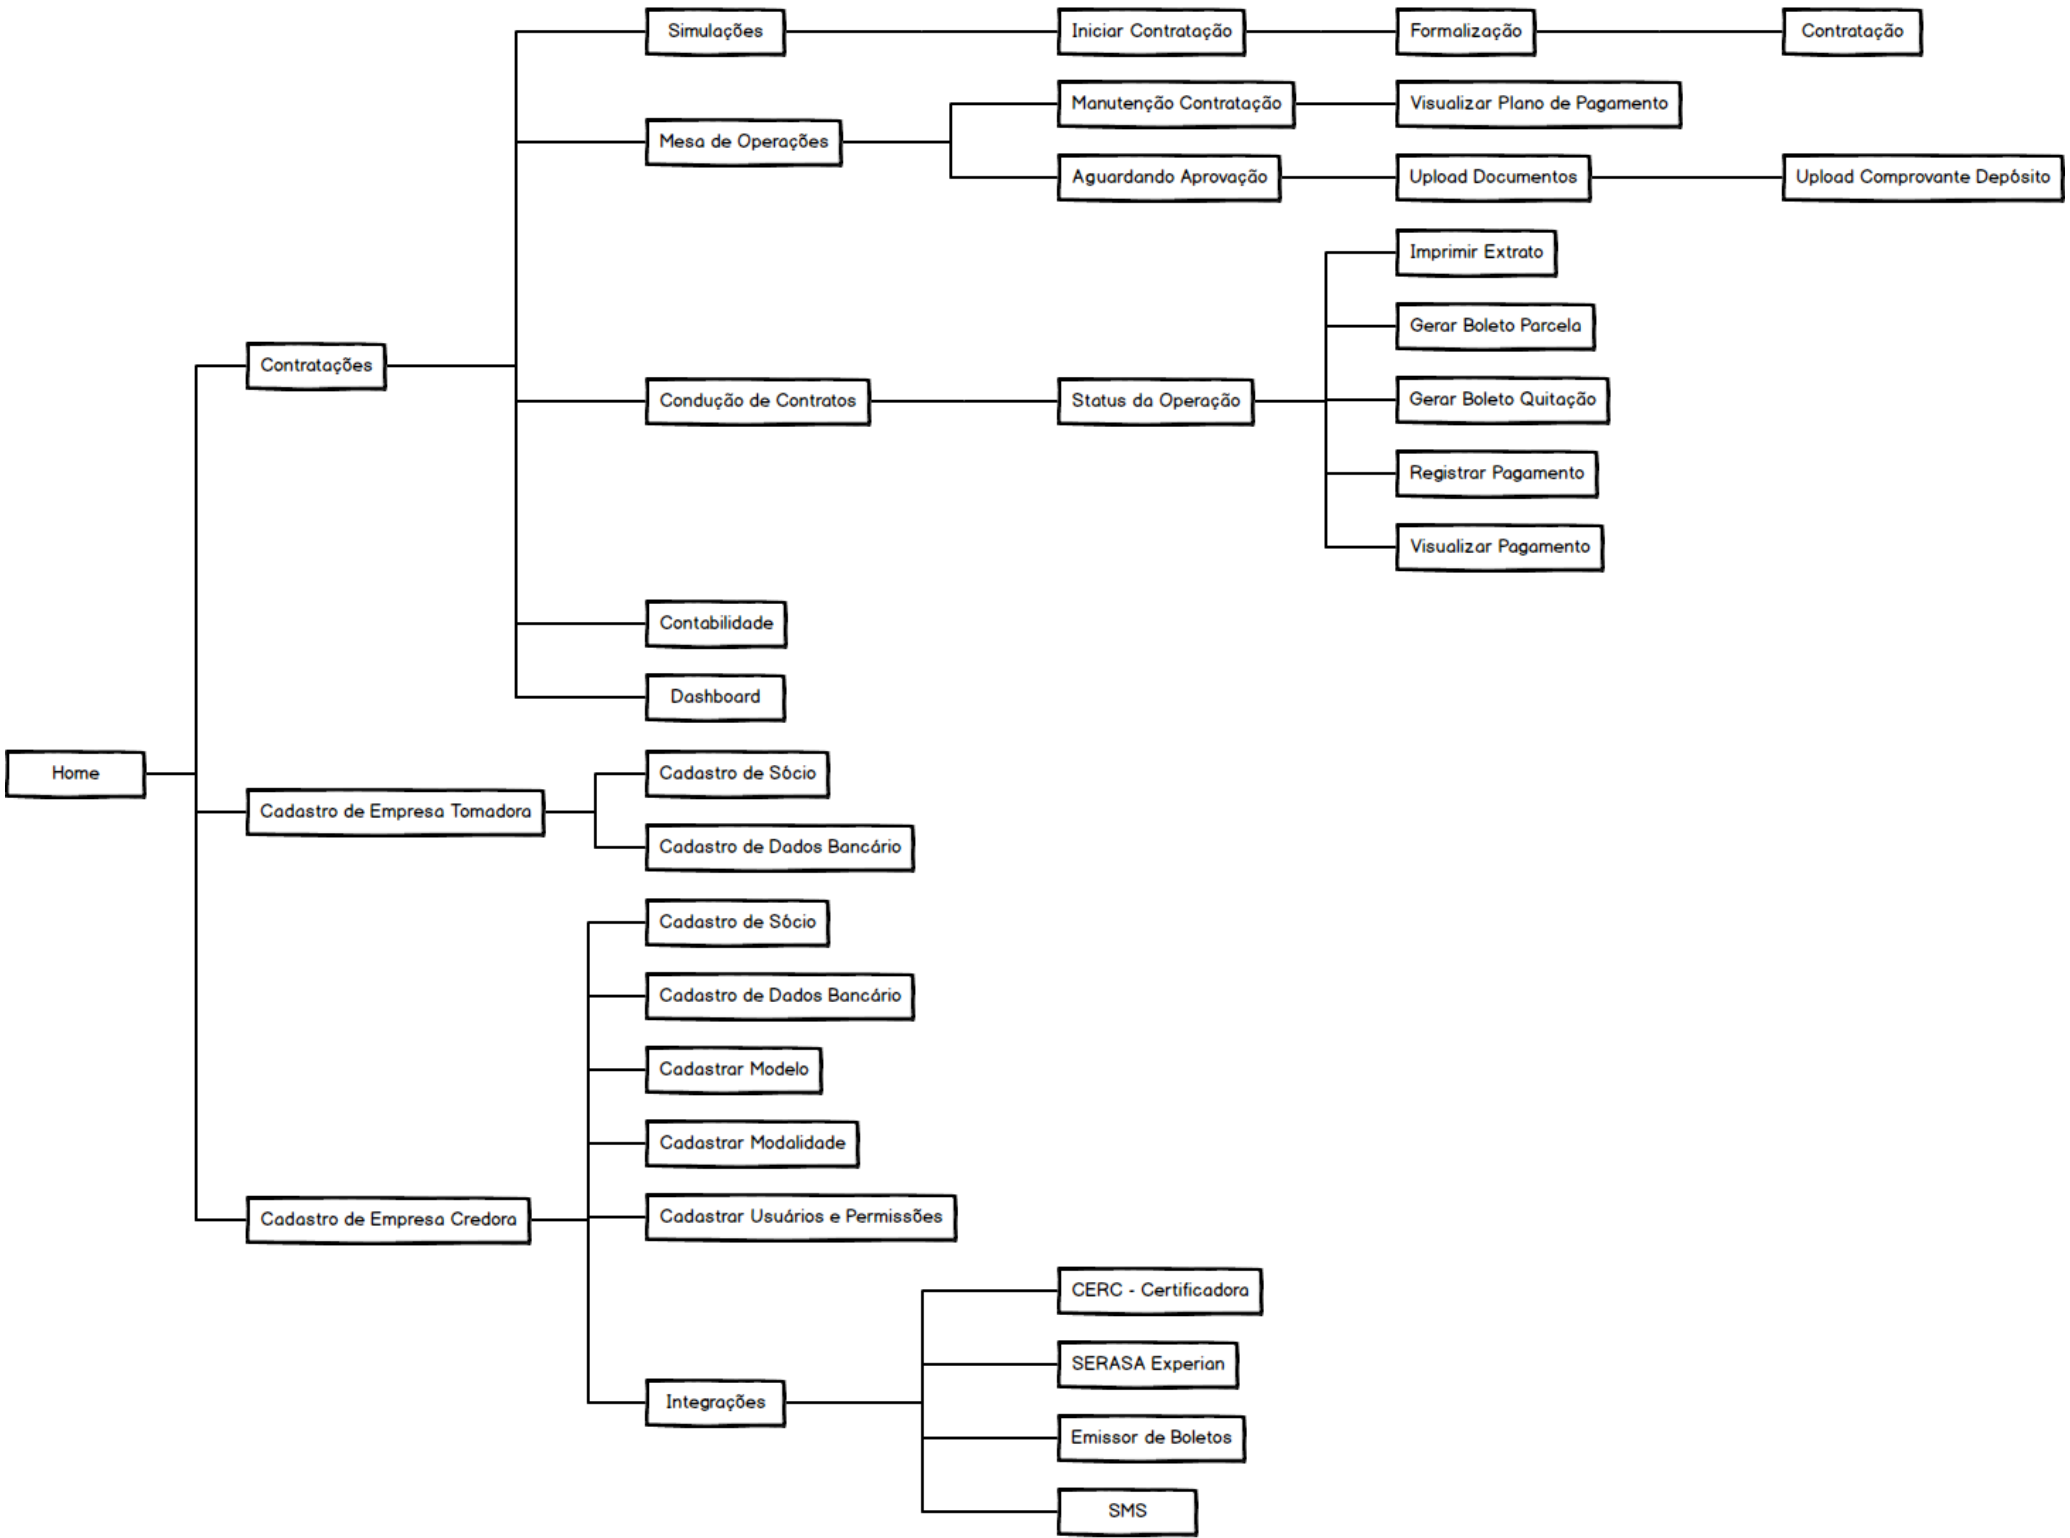 Simulações
Iniciar Contratação
Formalização
Contratação
Manutenção Contratação
Visualizar Plano de Pagamento
Mesa de Operações
Aguardando Aprovação
Upload Documentos
Upload Comprovante Depósito
Imprimir Extrato
Gerar Boleto Parcela
Contratações
Condução de Contratos
Status da Operação
Gerar Boleto Quitação
Registrar Pagamento
Visualizar Pagamento
Contabilidade
Dashboard
Home
Cadastro de Sócio
Cadastro de Empresa Tomadora
Cadastro de Dados Bancário
Cadastro de Sócio
Cadastro de Dados Bancário
Cadastrar Modelo
Cadastrar Modalidade
Cadastro de Empresa Credora
Cadastrar Usuários e Permissões
CERC - Certificadora
SERASA Experian
Integrações
Emissor de Boletos
SMS